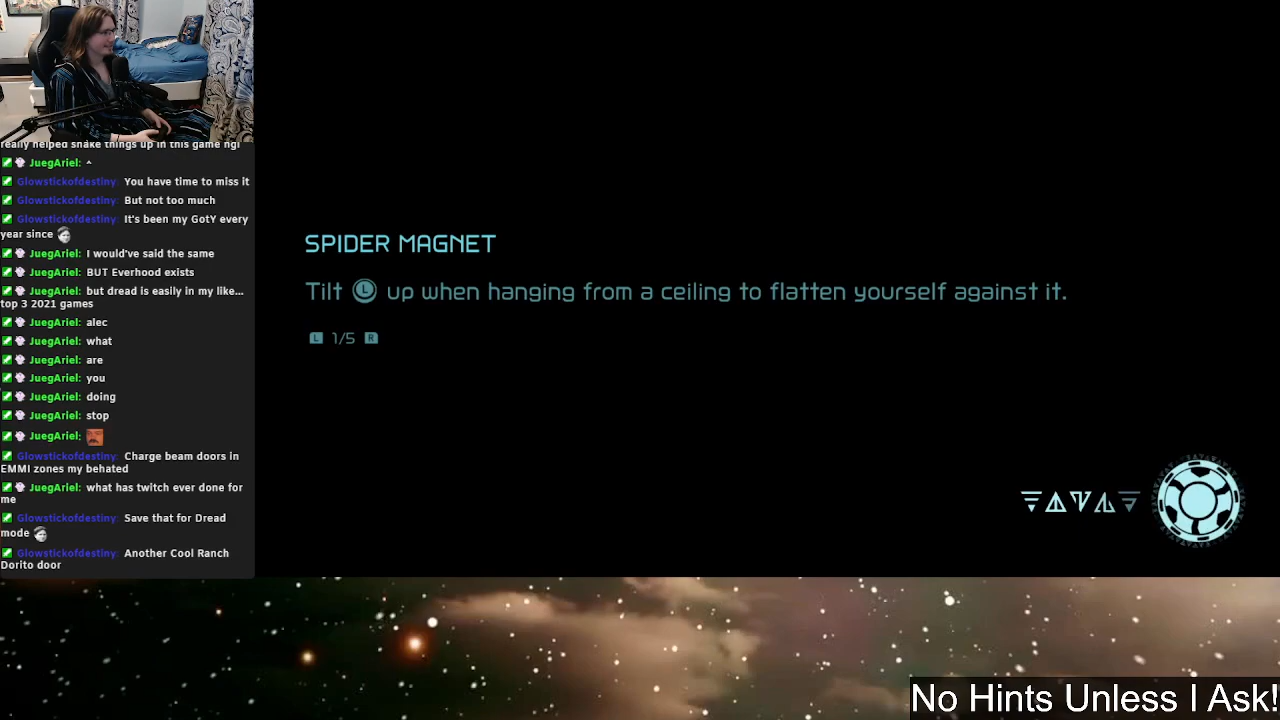 really helped shake things up in this game ngl
JuegAriel: ^
Glowstickofdestiny: You have time to miss it
Glowstickofdestiny: But not too much
Glowstickofdestiny: It's been my GotY every
year since
JuegAriel: I would've said the same
JuegAriel: BUT Everhood exists
JuegAriel: but dread is easily in my like...
top 3 2021 games
JuegAriel: alec
JuegAriel: what
JuegAriel: are
JuegAriel: you
JuegAriel: doing
JuegAriel: stop
JuegAriel:
Glowstickofdestiny: Charge beam doors in
EMMI zones my behated
JuegAriel: what has twitch ever done for
me
Glowstickofdestiny: Save that for Dread
mode
Glowstickofdestiny: Another Cool Ranch
Dorito door
SPIDER MAGNET
Tilt L up when hanging from a ceiling to flatten yourself against it.
L 1/5 R
No Hints Unless I Ask!